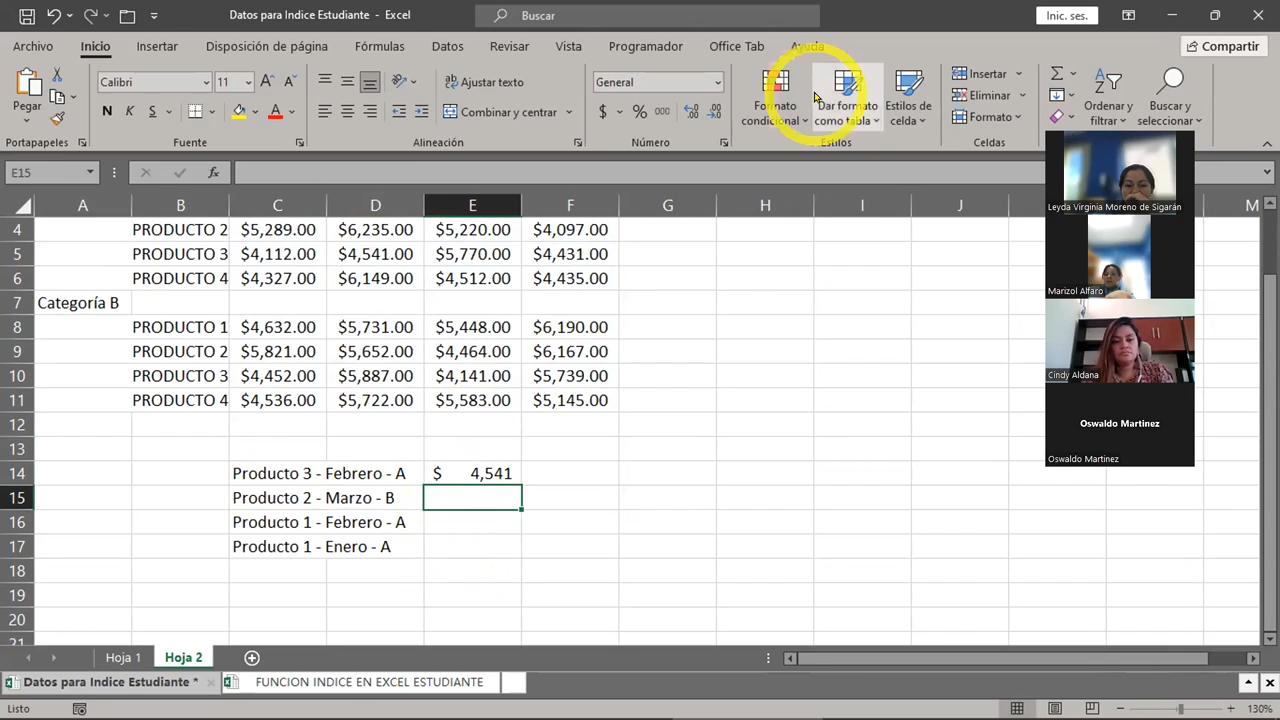 Datos para Indice Estudiante - Excel
Buscar
Inic. ses.
Archivo Inicio Insertar Disposición de página Fórmulas Datos Revisar Vista Programador Office Tab Ayuda Compartir
Calibri 11 Ajustar texto General Insertar
Pegar N K S Combinar y centrar $ % 000 Formato condicional Dar formato como tabla Estilos de celda Eliminar Formato Ordenar y filtrar Buscar y seleccionar
Portapapeles Fuente Alineación Número Estilos Celdas
E15 fx
A B C D E F G H I J M
4 PRODUCTO 2 $5,289.00 $6,235.00 $5,220.00 $4,097.00
5 PRODUCTO 3 $4,112.00 $4,541.00 $5,770.00 $4,431.00
6 PRODUCTO 4 $4,327.00 $6,149.00 $4,512.00 $4,435.00
7 Categoría B
8 PRODUCTO 1 $4,632.00 $5,731.00 $5,448.00 $6,190.00
9 PRODUCTO 2 $5,821.00 $5,652.00 $4,464.00 $6,167.00
10 PRODUCTO 3 $4,452.00 $5,887.00 $4,141.00 $5,739.00
11 PRODUCTO 4 $4,536.00 $5,722.00 $5,583.00 $5,145.00
12
13
14 Producto 3 - Febrero - A $ 4,541
15 Producto 2 - Marzo - B
16 Producto 1 - Febrero - A
17 Producto 1 - Enero - A
18
19
20
21
Leyda Virginia Moreno de Sigarán
Marizol Alfaro
Cindy Aldana
Oswaldo Martinez
Oswaldo Martinez
Hoja 1 Hoja 2
Datos para Indice Estudiante * FUNCION INDICE EN EXCEL ESTUDIANTE
Listo 130%